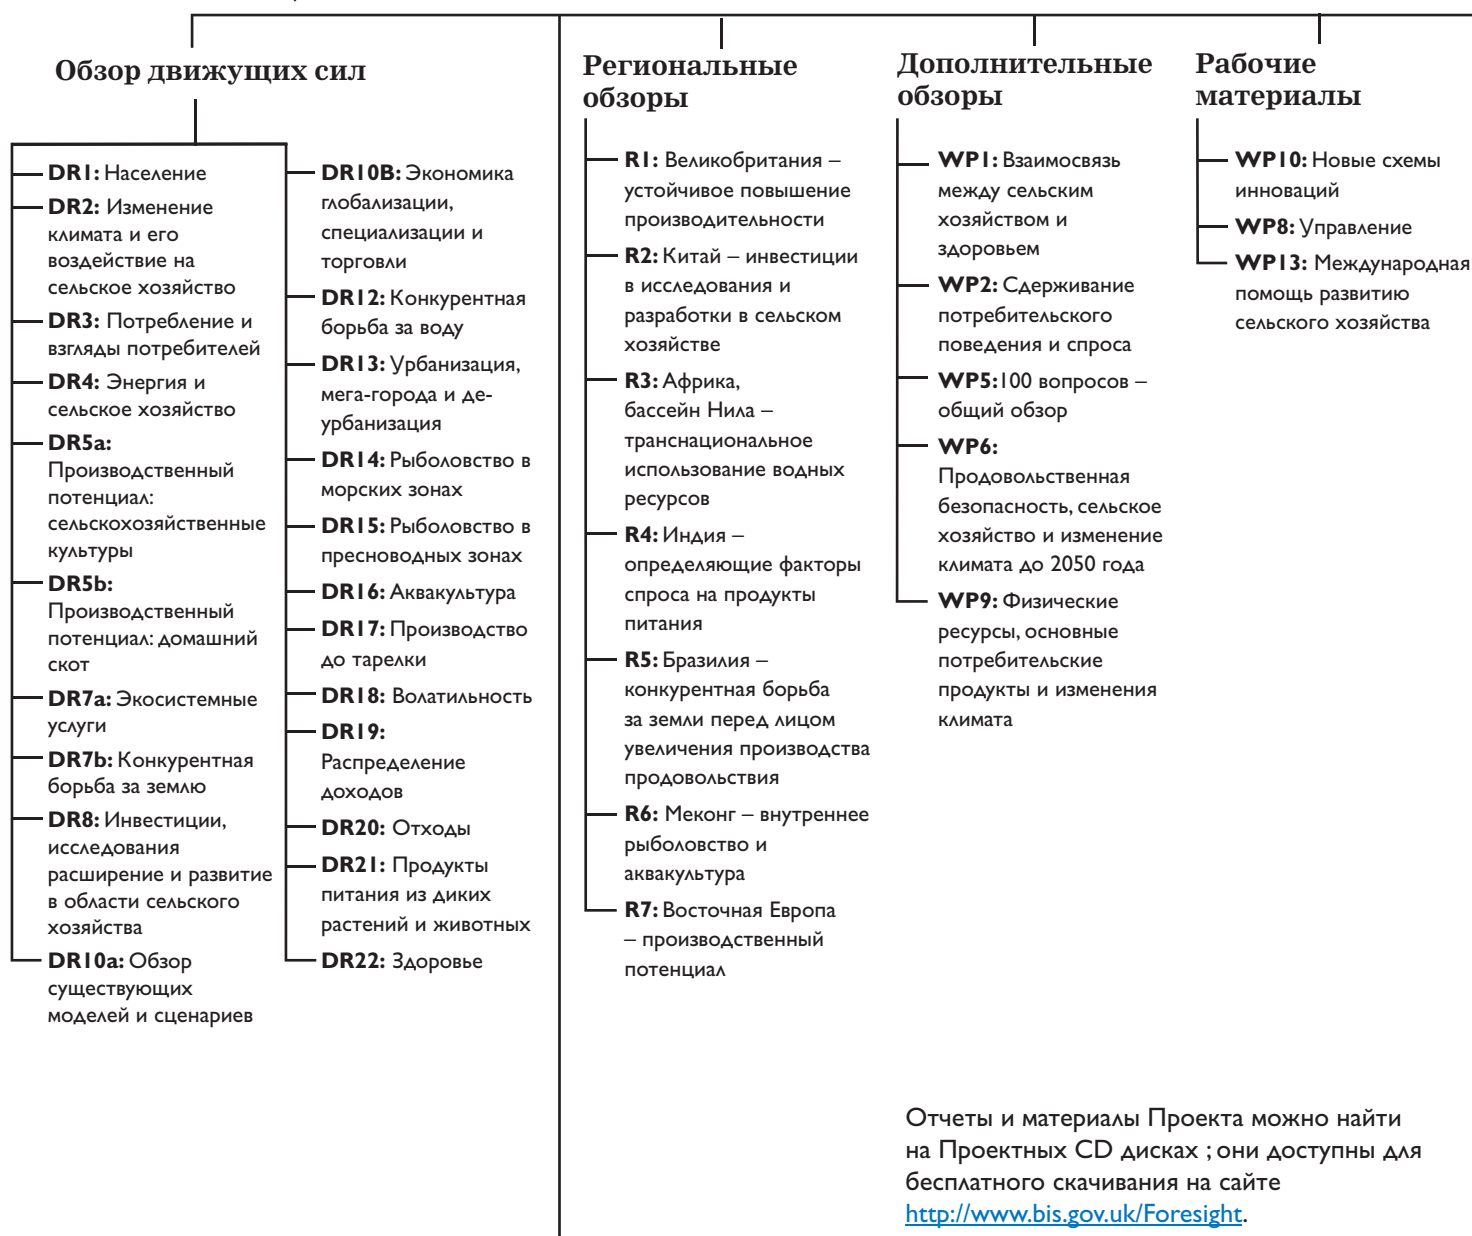 Обзор движущих сил
DR1: Население
DR2: Изменение
климата и его
воздействие на
сельское хозяйство
DR3: Потребление и
взгляды потребителей
DR4: Энергия и
сельское хозяйство
DR5a:
Производственный
потенциал:
сельскохозяйственные
культуры
DR5b:
Производственный
потенциал: домашний
скот
DR7a: Экосистемные
услуги
DR7b: Конкурентная
борьба за землю
DR8: Инвестиции,
исследования
расширение и развитие
в области сельского
хозяйства
DR10a: Обзор
существующих
моделей и сценариев
DR10B: Экономика
глобализации,
специализации и
торговли
DR12: Конкурентная
борьба за воду
DR13: Урбанизация,
мега-города и де-
урбанизация
DR14: Рыболовство в
морских зонах
DR15: Рыболовство в
пресноводных зонах
DR16: Аквакультура
DR17: Производство
до тарелки
DR18: Волатильность
DR19:
Распределение
доходов
DR20: Отходы
DR21: Продукты
питания из диких
растений и животных
DR22: Здоровье
Региональные
обзоры
R1: Великобритания –
устойчивое повышение
производительности
R2: Китай – инвестиции
в исследования и
разработки в сельском
хозяйстве
R3: Африка,
бассейн Нила –
транснациональное
использование водных
ресурсов
R4: Индия –
определяющие факторы
спроса на продукты
питания
R5: Бразилия –
конкурентная борьба
за земли перед лицом
увеличения производства
продовольствия
R6: Меконг – внутреннее
рыболовство и
аквакультура
R7: Восточная Европа
– производственный
потенциал
Дополнительные
обзоры
WP1: Взаимосвязь
между сельским
хозяйством и
здоровьем
WP2: Сдерживание
потребительского
поведения и спроса
WP5:100 вопросов –
общий обзор
WP6:
Продовольственная
безопасность, сельское
хозяйство и изменение
климата до 2050 года
WP9: Физические
ресурсы, основные
потребительские
продукты и изменения
климата
Рабочие
материалы
WP10: Новые схемы
инноваций
WP8: Управление
WP13: Международная
помощь развитию
сельского хозяйства
Отчеты и материалы Проекта можно найти
на Проектных CD дисках ; они доступны для
бесплатного скачивания на сайте
http://www.bis.gov.uk/Foresight.